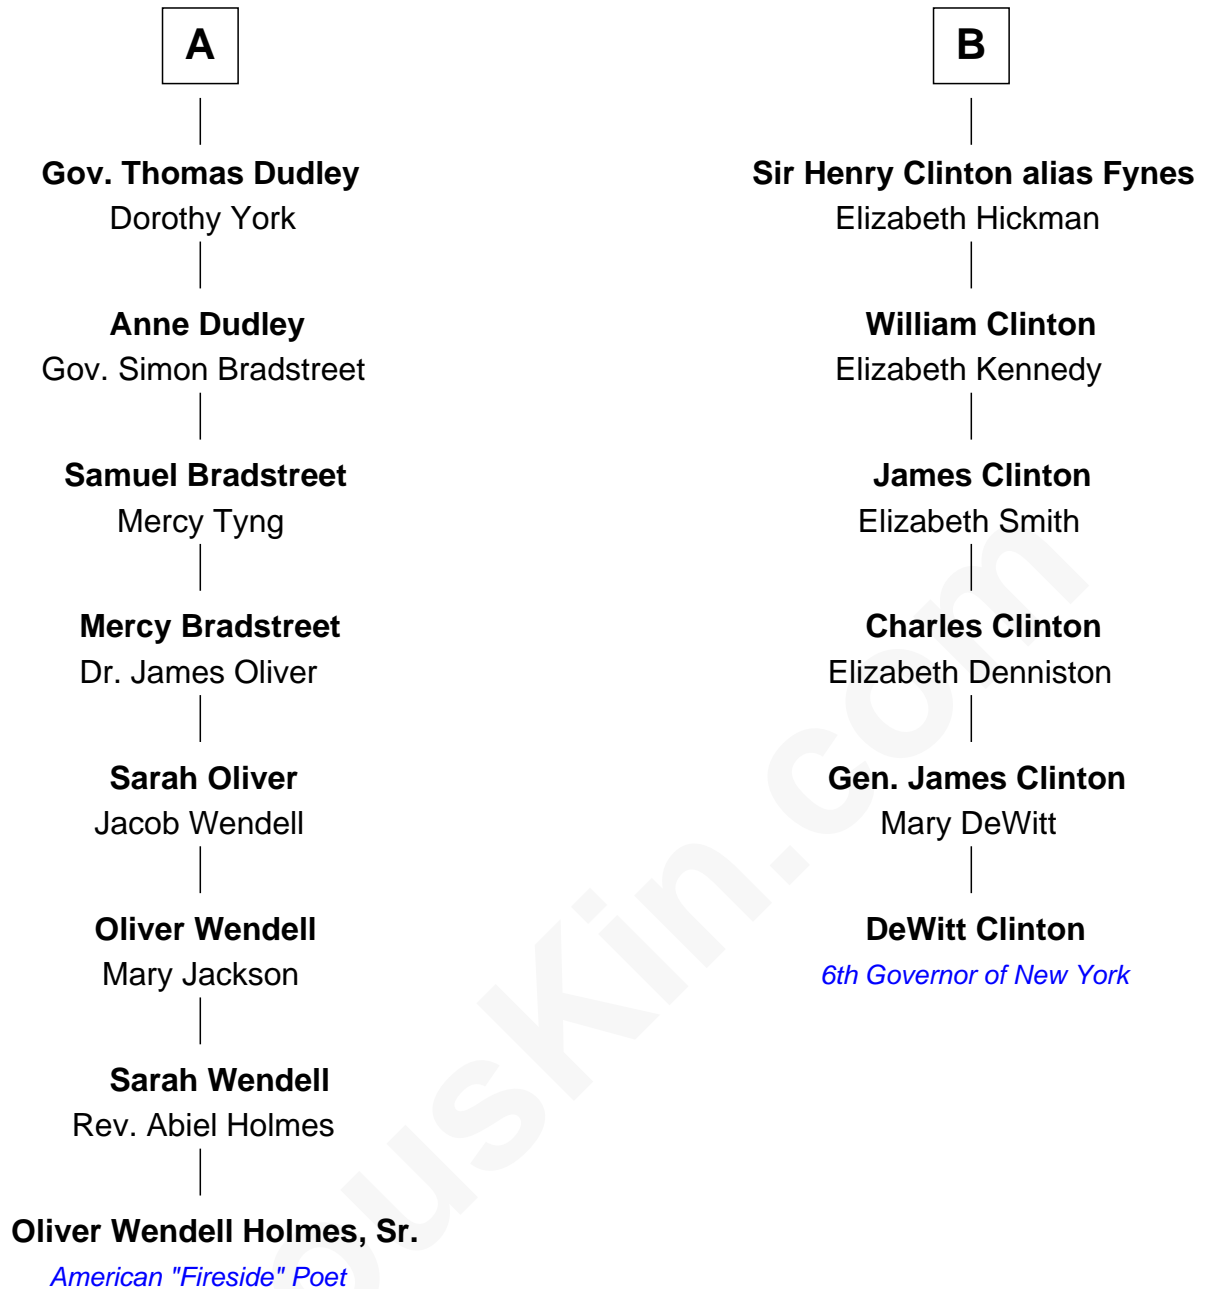 A
Gov. Thomas Dudley
Dorothy York
Anne Dudley
Gov. Simon Bradstreet
Samuel Bradstreet
Mercy Tyng
Mercy Bradstreet
Dr. James Oliver
Sarah Oliver
Jacob Wendell
Oliver Wendell
Mary Jackson
Sarah Wendell
Rev. Abiel Holmes
Oliver Wendell Holmes, Sr.
American "Fireside" Poet
B
Sir Henry Clinton alias Fynes
Elizabeth Hickman
William Clinton
Elizabeth Kennedy
James Clinton
Elizabeth Smith
Charles Clinton
Elizabeth Denniston
Gen. James Clinton
Mary DeWitt
DeWitt Clinton
6th Governor of New York
ousKin.com